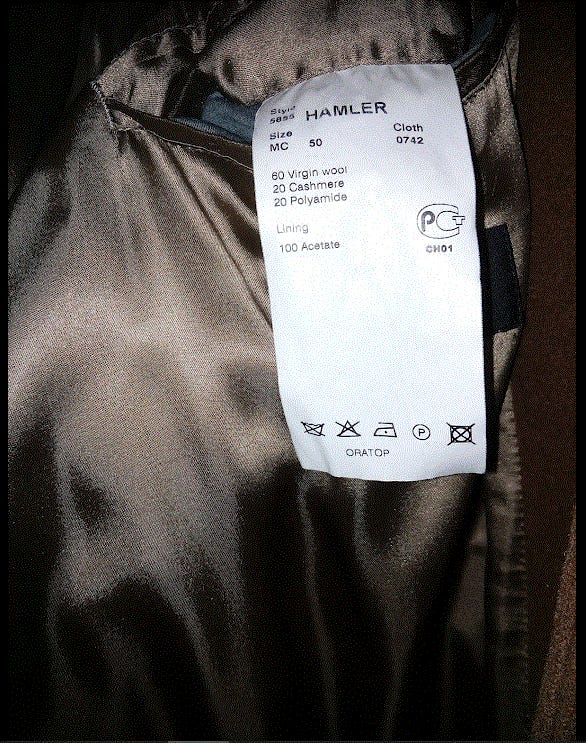 Style HAMLER
5855
Size Cloth
MC 50 0742
60 Virgin wool
20 Cashmere
20 Polyamide
Lining
100 Acetate
PCT
CH01
P
ORATOP